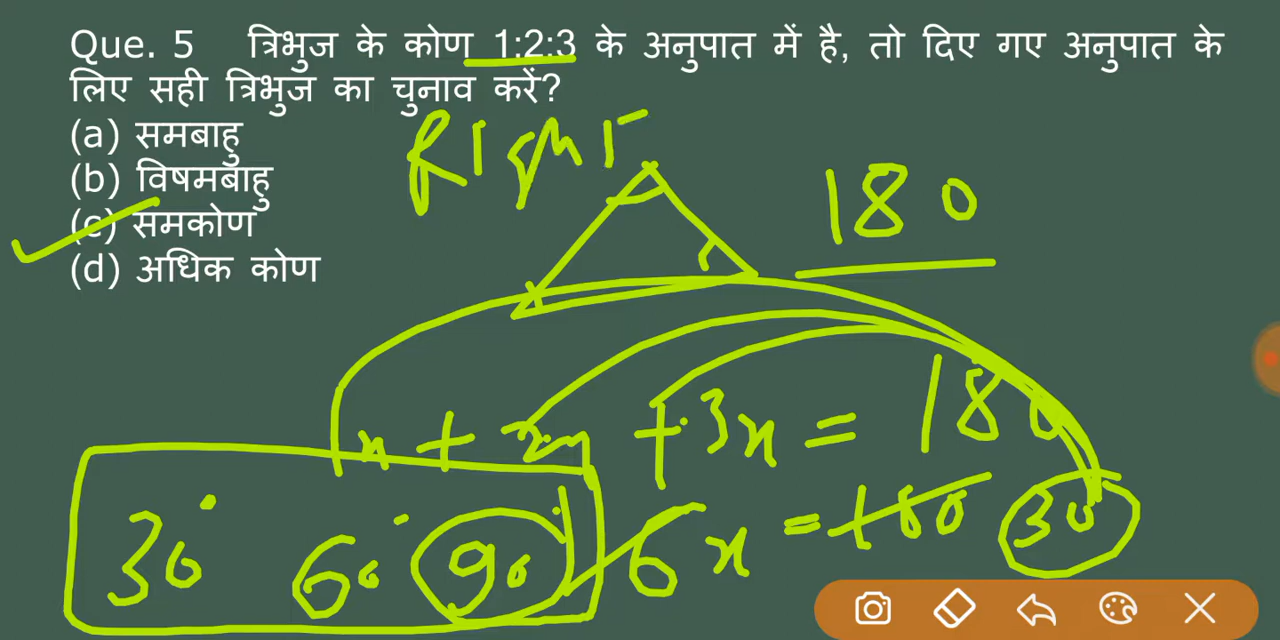 Que. 5 त्रिभुज के कोण 1:2:3 के अनुपात में है, तो दिए गए अनुपात के
लिए सही त्रिभुज का चुनाव करें?
(a) समबाहु
(b) विषमबाहु
(c) समकोण
(d) अधिक कोण
Right
180
x + 2x + 3x = 180
6x = 180 30
30° 60° 90°